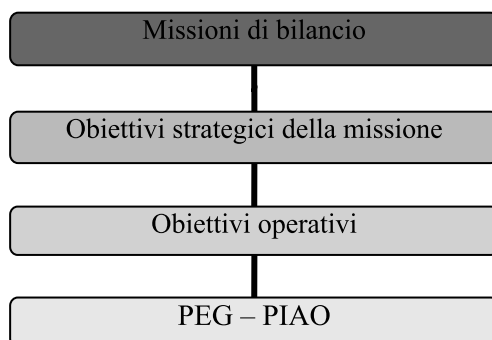 Missioni di bilancio
Obiettivi strategici della missione
Obiettivi operativi
PEG – PIAO